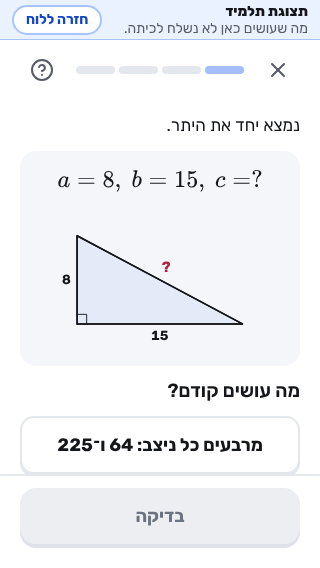 תצוגת תלמיד
מה שעושים כאן לא נשלח לכיתה.
חזרה ללוח
נמצא יחד את היתר.
a = 8, b = 15, c =?
?
8
15
מה עושים קודם?
מרבעים כל ניצב: 64 ו־225
בדיקה